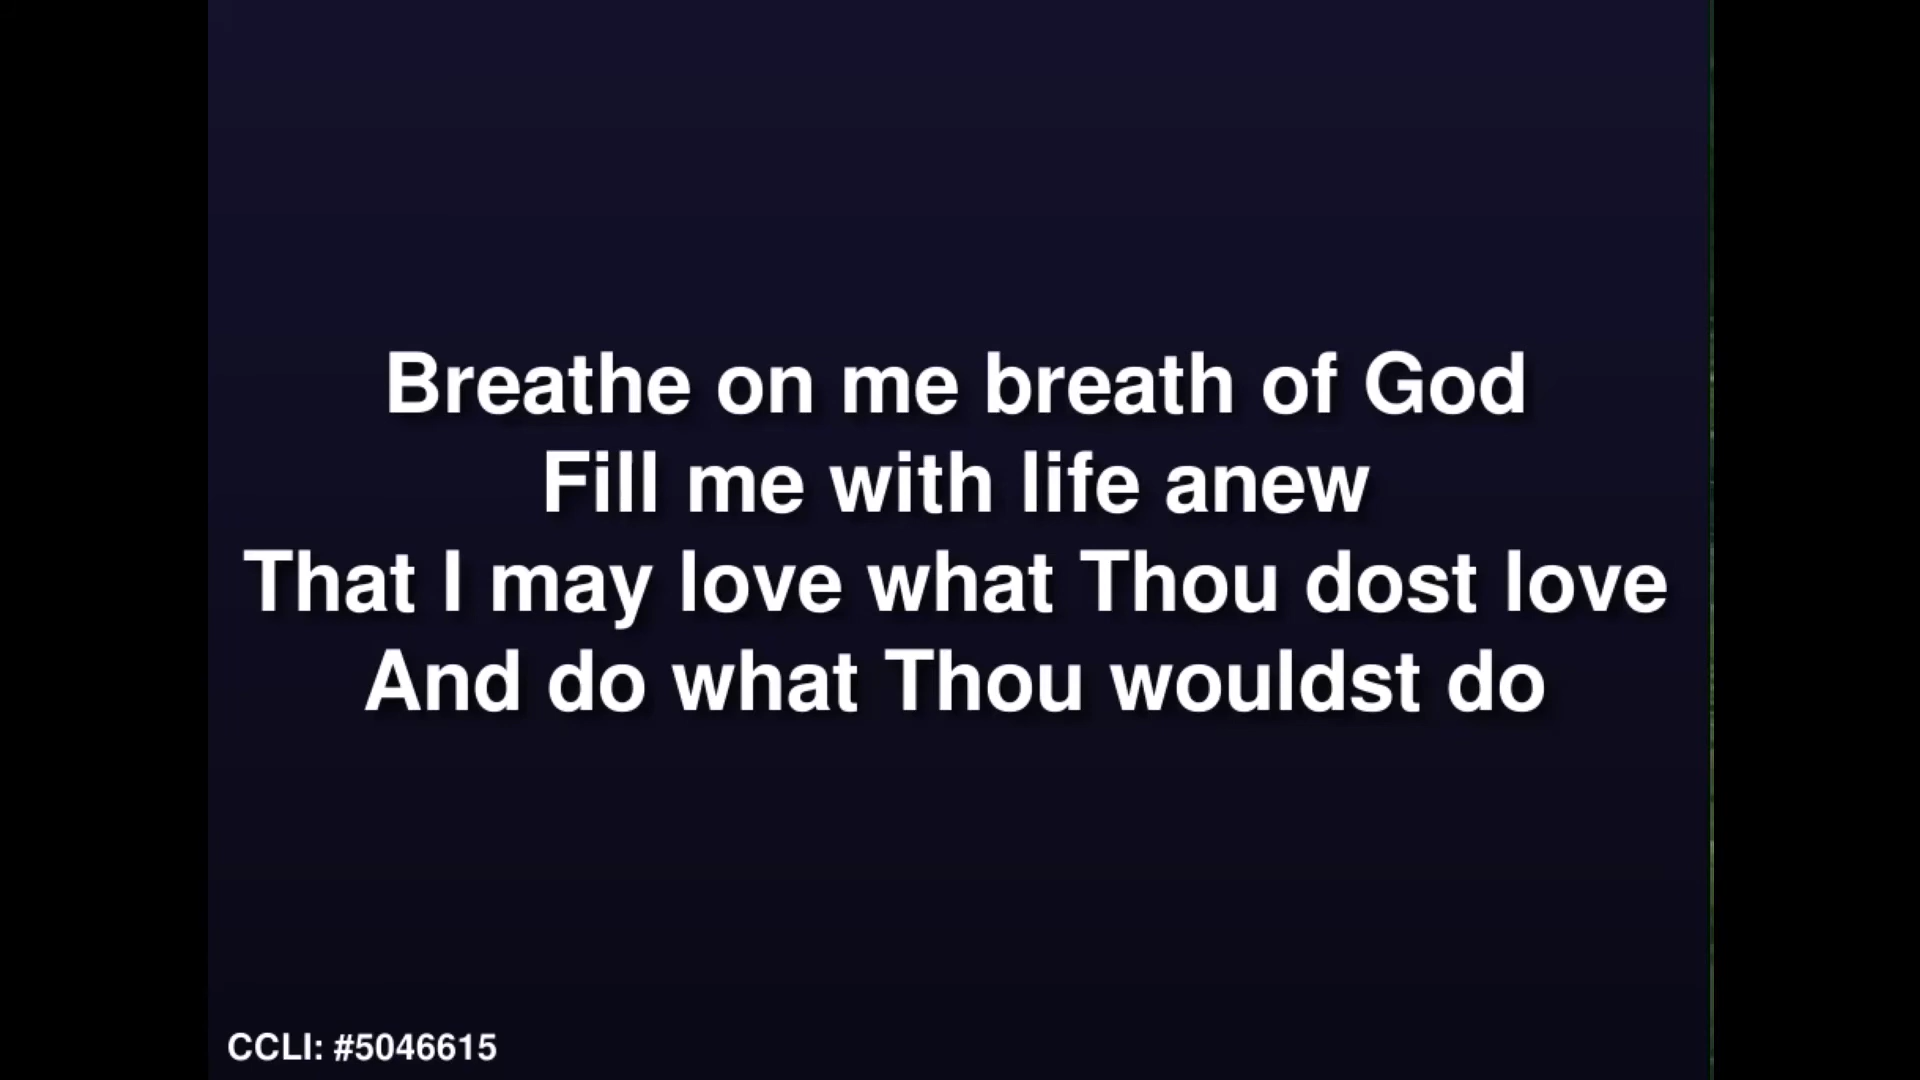 Breathe on me breath of God
Fill me with life anew
That I may love what Thou dost love
And do what Thou wouldst do
CCLI: #5046615